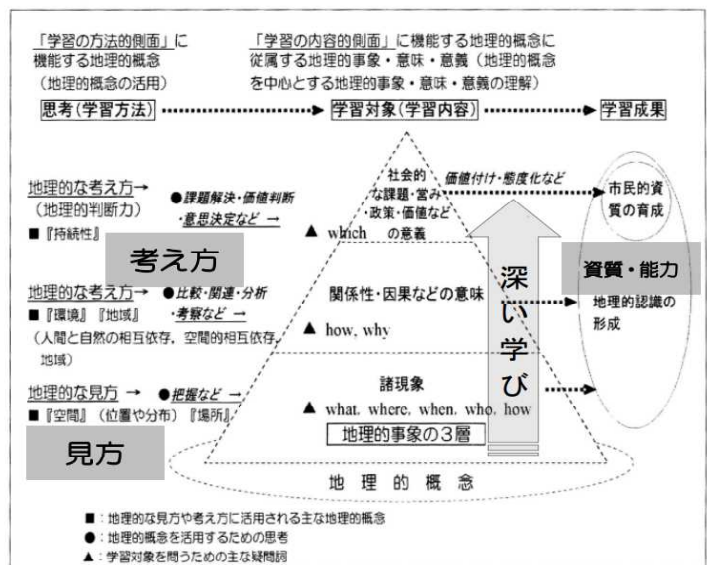 「学習の方法的側面」に
機能する地理的概念
（地理的概念の活用）
思考(学習方法)
「学習の内容的側面」に機能する地理的概念に
従属する地理的事象・意味・意義（地理的概念
を中心とする地理的事象・意味・意義の理解）
学習対象(学習内容)
学習成果
地理的な考え方→
（地理的判断力）
■『持続性』
●課題解決・価値判断
・意思決定など →
社会的
な課題・営み
・政策・価値など
の意義
▲ which
価値付け・態度化など
市民的資
質の育成
考え方
地理的な考え方→
■『環境』『地域』
（人間と自然の相互依存，空間的相互依存，
地域）
●比較・関連・分析
・考察など →
関係性・因果などの意味
▲ how, why
深い学び
資質・能力
地理的認識の
形成
地理的な見方 →
■『空間』（位置や分布）『場所』
●把握など →
諸現象
▲ what. where. when. who. how
地理的事象の３層
見方
地 理 的 概 念
■：地理的な見方や考え方に活用される主な地理的概念
●：地理的概念を活用するための思考
▲：学習対象を問うための主な疑問詞